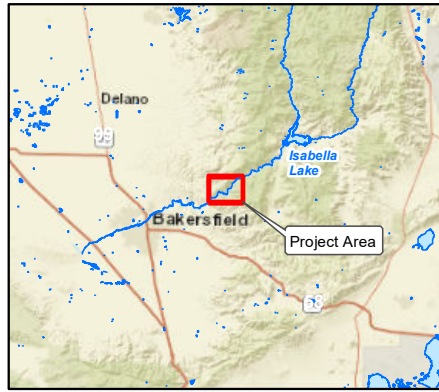 Delano
99
Isabella
Lake
Bakersfield
Project Area
58